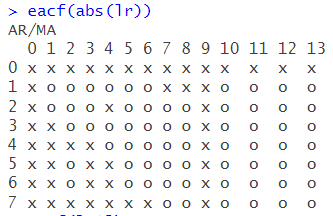 > eacf(abs(lr))
AR/MA
  0 1 2 3 4 5 6 7 8 9 10 11 12 13
0 x x x x x x x x x x x x x x
1 x o o o o o o x x x o o o o
2 x x o o o o o o o x o o o o
3 x x o o o o o o o x o o o o
4 x x x x o o o o o x o o o o
5 x o x x o o o o o x o o o o
6 x x x x x o o o o x o o o o
7 x x x x x x x o o x o o o o